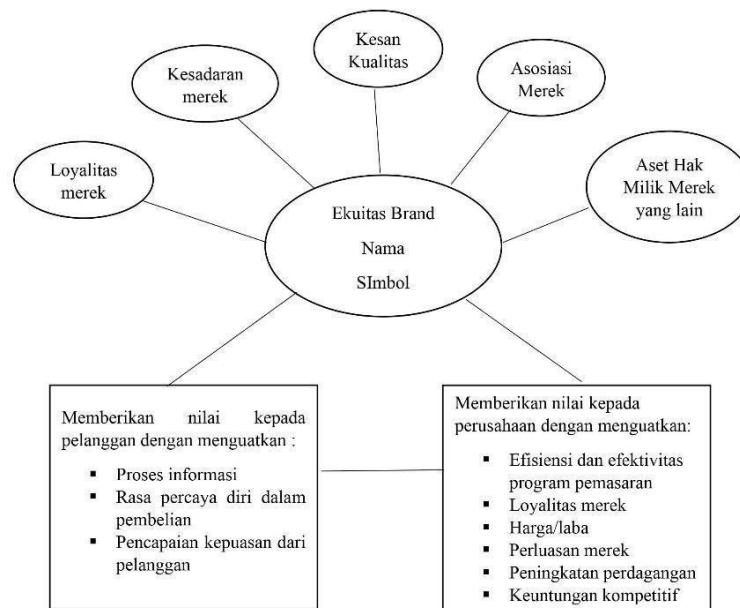 Kesan
Kualitas
Kesadaran
merek
Asosiasi
Merek
Loyalitas
merek
Aset Hak
Milik Merek
yang lain
Ekuitas Brand
Nama
SImbol
Memberikan nilai kepada
pelanggan dengan menguatkan :
▪ Proses informasi
▪ Rasa percaya diri dalam
pembelian
▪ Pencapaian kepuasan dari
pelanggan
Memberikan nilai kepada
perusahaan dengan menguatkan:
▪ Efisiensi dan efektivitas
program pemasaran
▪ Loyalitas merek
▪ Harga/laba
▪ Perluasan merek
▪ Peningkatan perdagangan
▪ Keuntungan kompetitif